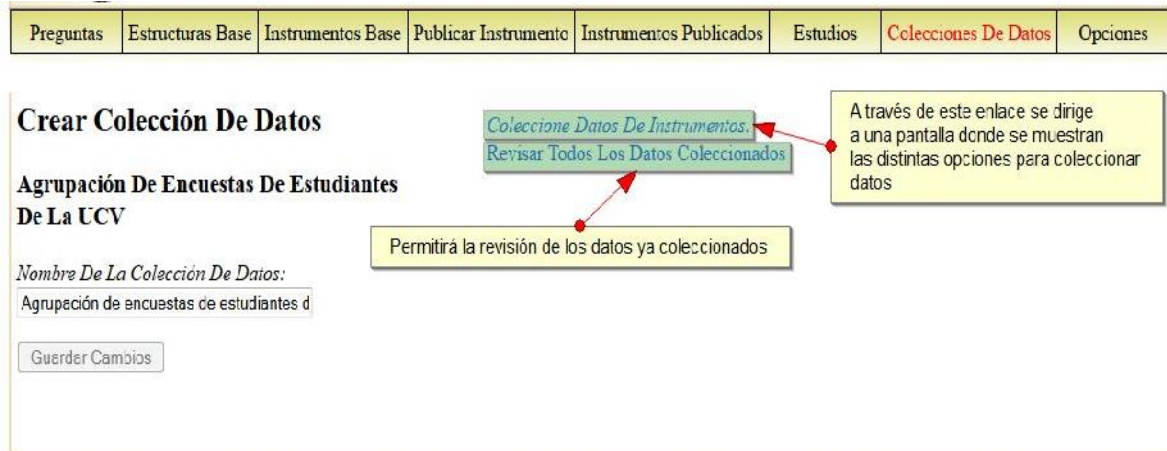 Preguntas
Estructuras Base
Instrumentos Base
Publicar Instrumento
Instrumentos Publicados
Estudios
Colecciones De Datos
Opciones
Crear Colección De Datos
Coleccione Datos De Instrumentos.
Revisar Todos Los Datos Coleccionados
A través de este enlace se dirige
a una pantalla donde se muestran
las distintas opciones para coleccionar
datos
Agrupación De Encuestas De Estudiantes
De La UCV
Permitirá la revisión de los datos ya coleccionados
Nombre De La Colección De Datos:
Agrupación de encuestas de estudiantes d
Guardar Cambios